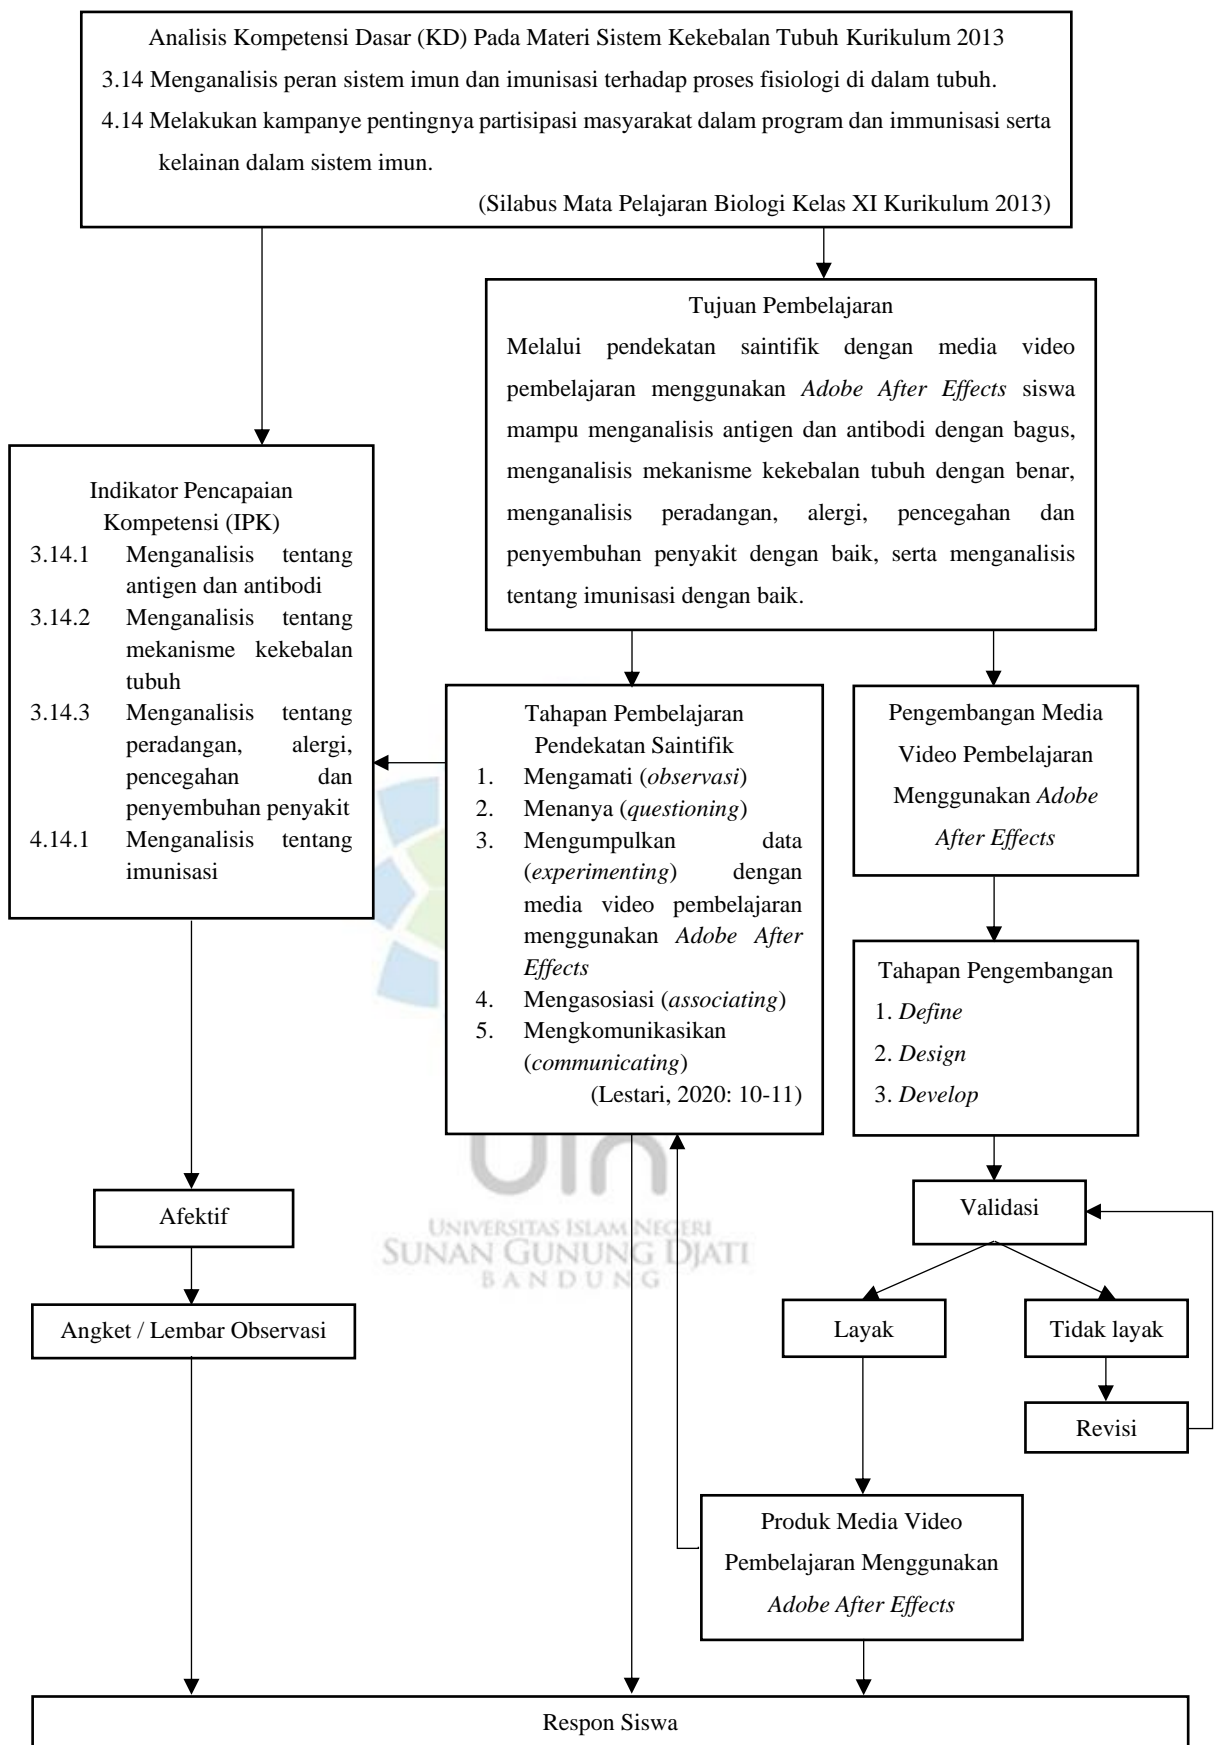 Analisis Kompetensi Dasar (KD) Pada Materi Sistem Kekebalan Tubuh Kurikulum 2013
3.14 Menganalisis peran sistem imun dan imunisasi terhadap proses fisiologi di dalam tubuh.
4.14 Melakukan kampanye pentingnya partisipasi masyarakat dalam program dan immunisasi serta
kelainan dalam sistem imun.
(Silabus Mata Pelajaran Biologi Kelas XI Kurikulum 2013)
Tujuan Pembelajaran
Melalui pendekatan saintifik dengan media video
pembelajaran menggunakan Adobe After Effects siswa
mampu menganalisis antigen dan antibodi dengan bagus,
menganalisis mekanisme kekebalan tubuh dengan benar,
menganalisis peradangan, alergi, pencegahan dan
penyembuhan penyakit dengan baik, serta menganalisis
tentang imunisasi dengan baik.
Indikator Pencapaian
Kompetensi (IPK)
3.14.1 Menganalisis tentang
antigen dan antibodi
3.14.2 Menganalisis tentang
mekanisme kekebalan
tubuh
3.14.3 Menganalisis tentang
peradangan, alergi,
pencegahan dan
penyembuhan penyakit
4.14.1 Menganalisis tentang
imunisasi
Tahapan Pembelajaran
Pendekatan Saintifik
1. Mengamati (observasi)
2. Menanya (questioning)
3. Mengumpulkan data
(experimenting) dengan
media video pembelajaran
menggunakan Adobe After
Effects
4. Mengasosiasi (associating)
5. Mengkomunikasikan
(communicating)
(Lestari, 2020: 10-11)
Pengembangan Media
Video Pembelajaran
Menggunakan Adobe
After Effects
Tahapan Pengembangan
1. Define
2. Design
3. Develop
uin
UNIVERSITAS ISLAM NEGERI
SUNAN GUNUNG DJATI
BANDUNG
Afektif
Validasi
Angket / Lembar Observasi
Layak
Tidak layak
Revisi
Produk Media Video
Pembelajaran Menggunakan
Adobe After Effects
Respon Siswa